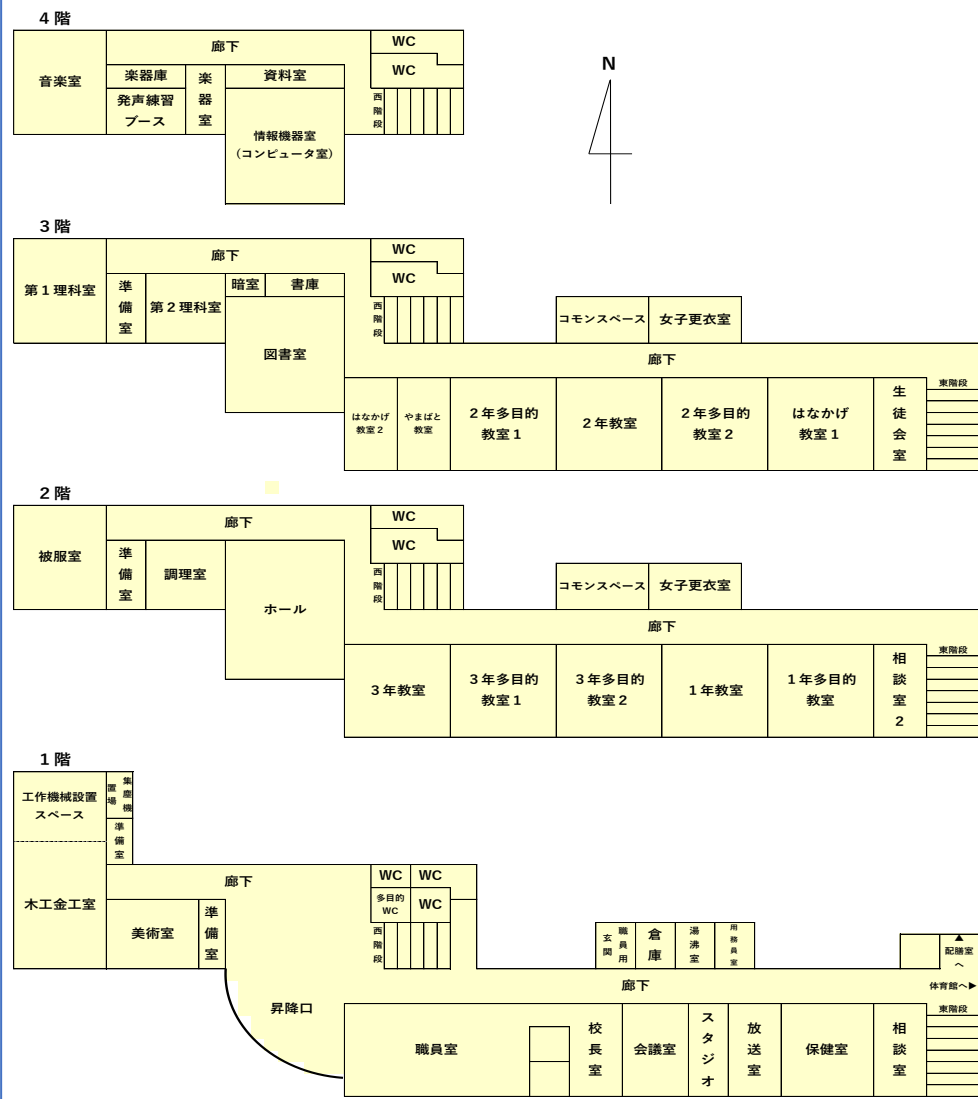 ４階
廊下
WC
WC
音楽室
楽器庫
楽器室
資料室
発声練習
ブース
西階段
情報機器室
（コンピュータ室）
N
３階
廊下
WC
WC
第１理科室
準備室
第２理科室
暗室
書庫
西階段
図書室
コモンスペース
女子更衣室
廊下
はなかげ
教室２
やまばと
教室
２年多目的
教室１
２年教室
２年多目的
教室２
はなかげ
教室１
生徒会室
東階段
２階
廊下
WC
WC
被服室
準備室
調理室
西階段
ホール
コモンスペース
女子更衣室
廊下
３年教室
３年多目的
教室１
３年多目的
教室２
１年教室
１年多目的
教室
相談室２
東階段
１階
工作機械設置
スペース
集塵機
置場
準備室
木工金工室
廊下
WC
WC
多目的
WC
WC
美術室
準備室
西階段
職員用
玄関
倉庫
湯沸室
用務員室
▲
配膳室
へ
体育館へ▶
廊下
昇降口
職員室
校長室
会議室
スタジオ
放送室
保健室
相談室
東階段